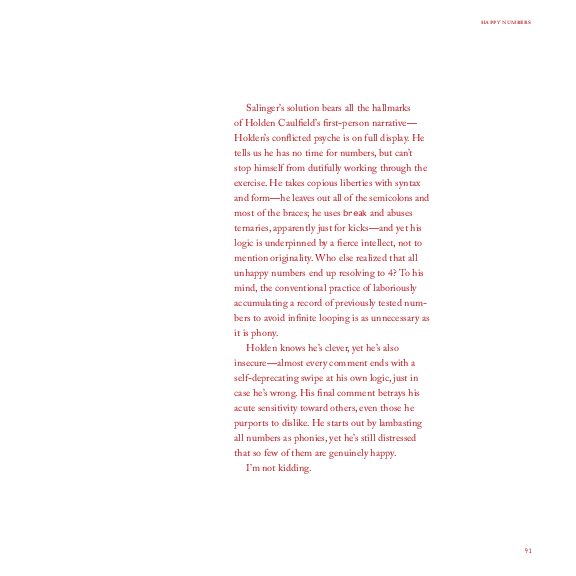 HAPPY NUMBERS
Salinger’s solution bears all the hallmarks
of Holden Caulfield’s first-person narrative—
Holden’s conflicted psyche is on full display. He
tells us he has no time for numbers, but can’t
stop himself from dutifully working through the
exercise. He takes copious liberties with syntax
and form—he leaves out all of the semicolons and
most of the braces; he uses break and abuses
ternaries, apparently just for kicks—and yet his
logic is underpinned by a fierce intellect, not to
mention originality. Who else realized that all
unhappy numbers end up resolving to 4? To his
mind, the conventional practice of laboriously
accumulating a record of previously tested num-
bers to avoid infinite looping is as unnecessary as
it is phony.
Holden knows he’s clever, yet he’s also
insecure—almost every comment ends with a
self-deprecating swipe at his own logic, just in
case he’s wrong. His final comment betrays his
acute sensitivity toward others, even those he
purports to dislike. He starts out by lambasting
all numbers as phonies, yet he’s still distressed
that so few of them are genuinely happy.
I’m not kidding.
91